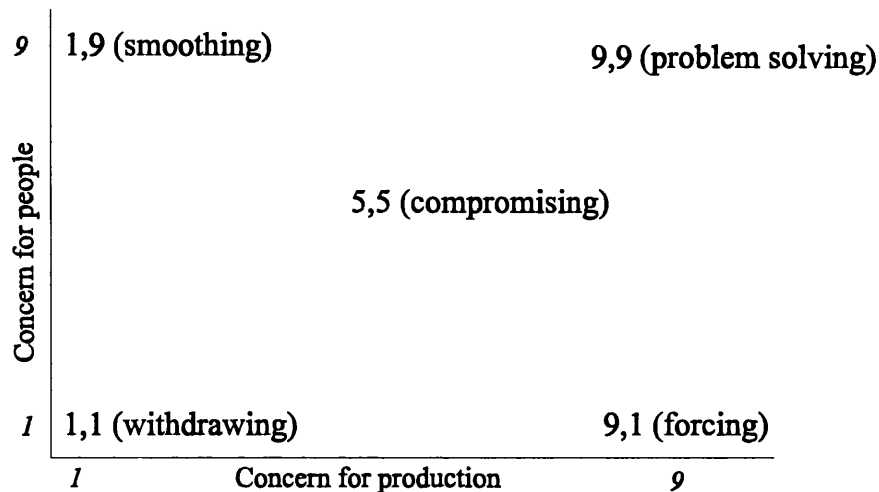 9 1,9 (smoothing)
9,9 (problem solving)
Concern for people
5,5 (compromising)
1 1,1 (withdrawing) 9,1 (forcing)
1 Concern for production 9